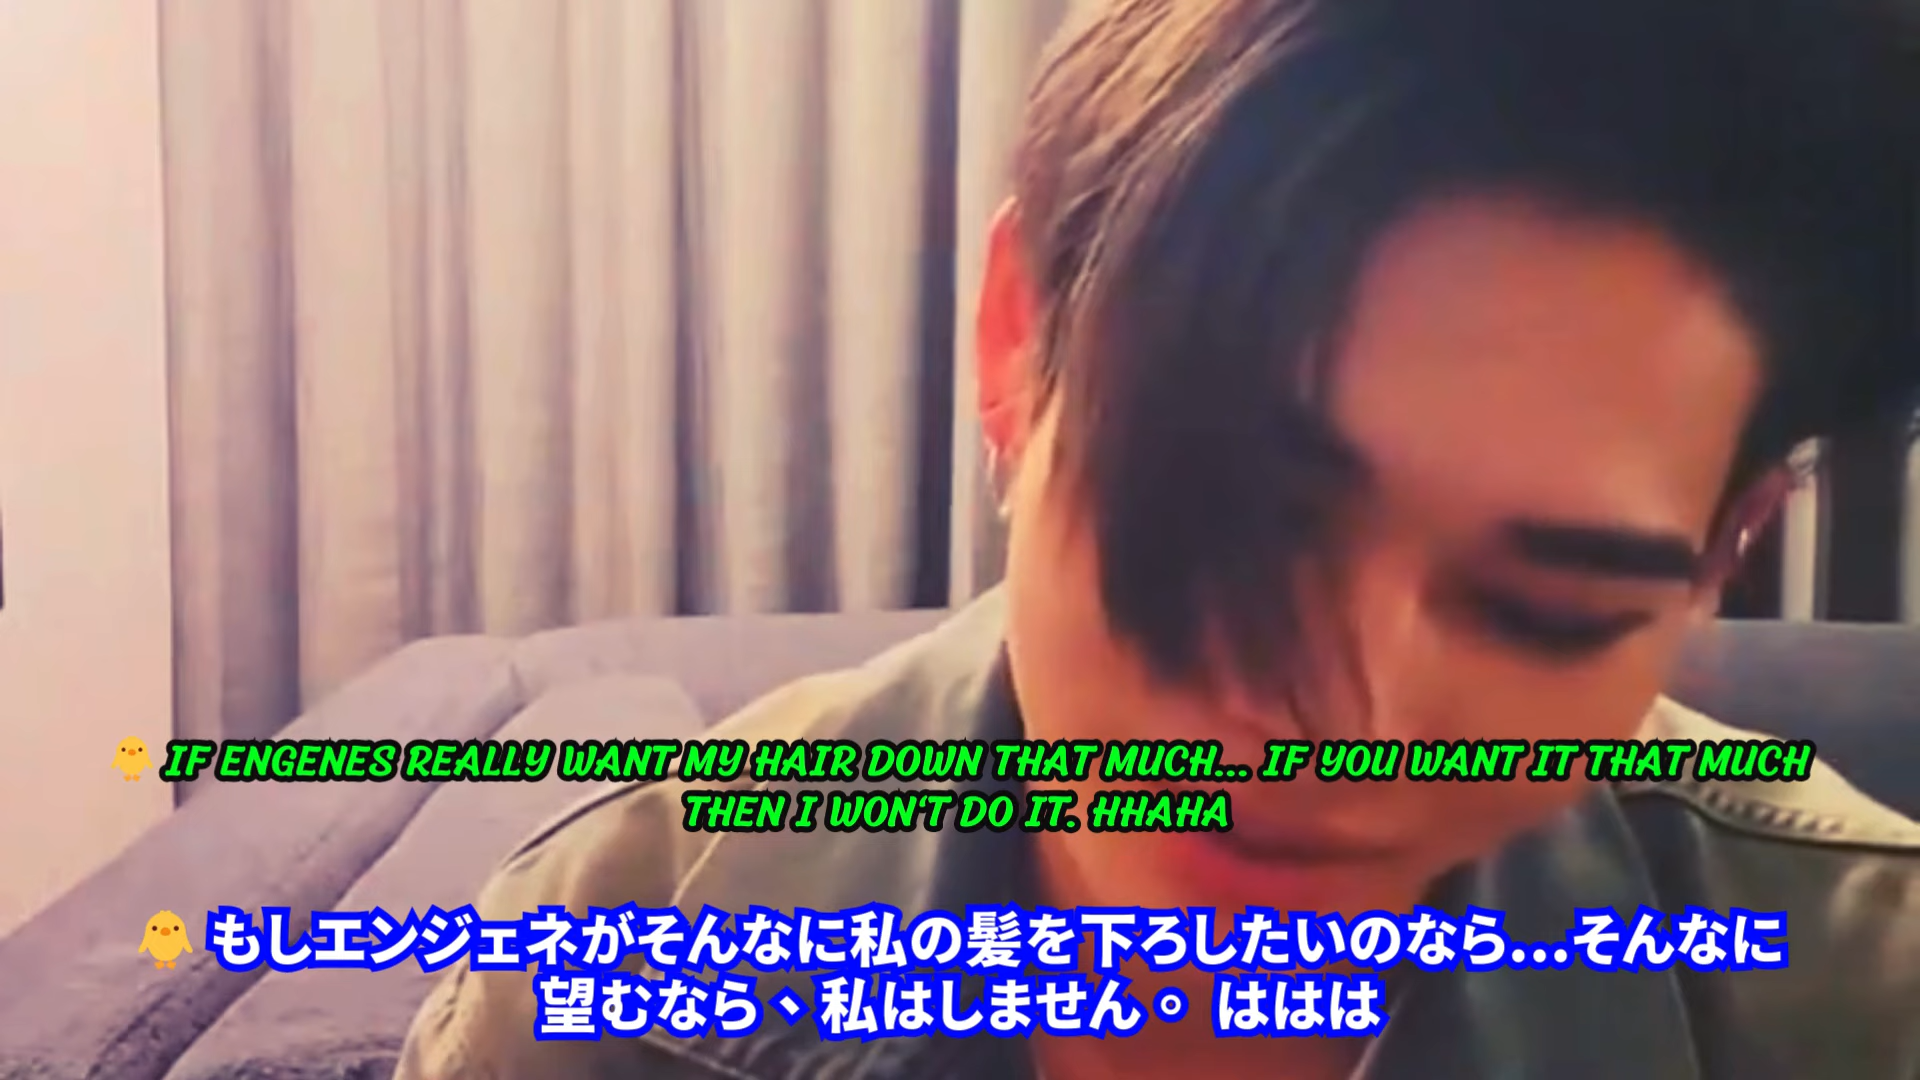 🐥 IF ENGENES REALLY WANT MY HAIR DOWN THAT MUCH... IF YOU WANT IT THAT MUCH
THEN I WON'T DO IT. HHAHA
🐥 もしエンジェネがそんなに私の髪を下ろしたいのなら...そんなに
望むなら、私はしません。 ははは